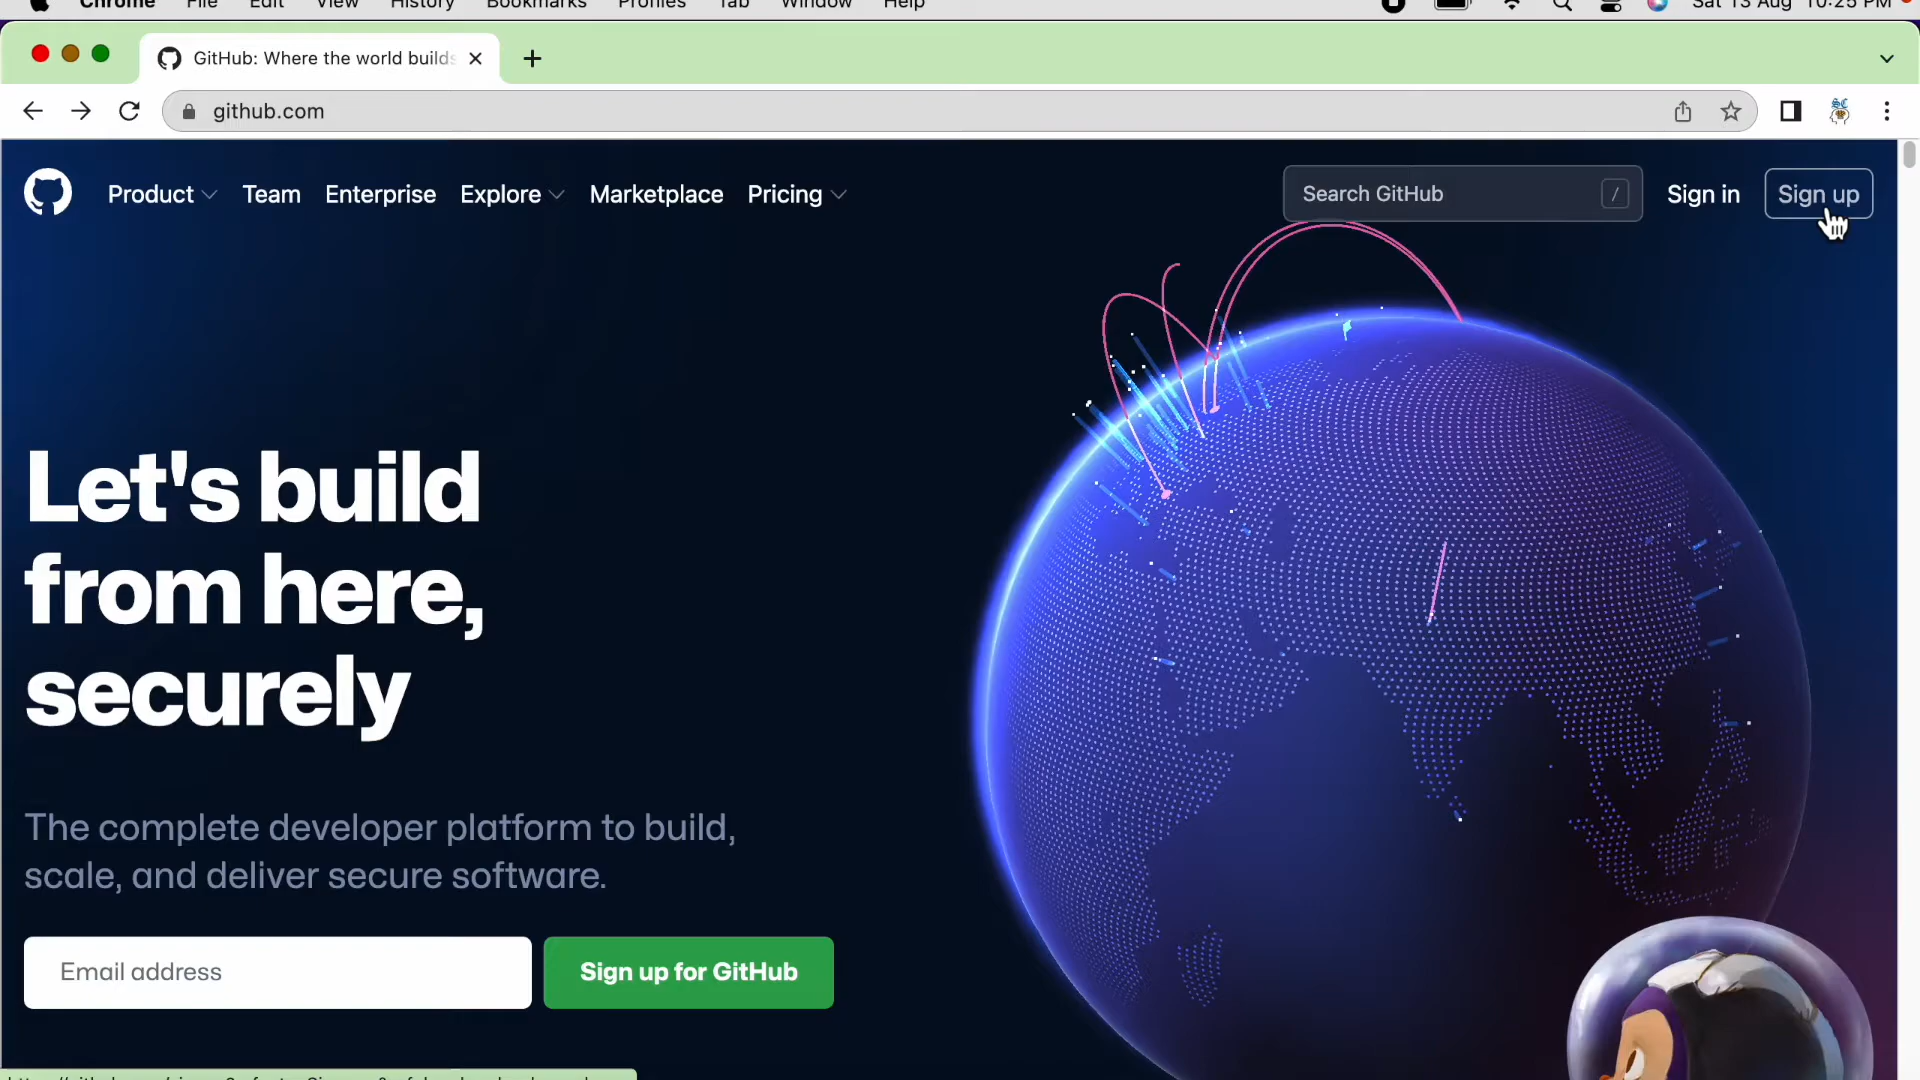 Chrome File Edit View History Bookmarks Profiles Tab Window Help Sat 13 Aug 10:25 PM
GitHub: Where the world builds
github.com
Product Team Enterprise Explore Marketplace Pricing Search GitHub / Sign in Sign up
Let's build
from here,
securely
The complete developer platform to build,
scale, and deliver secure software.
Email address Sign up for GitHub